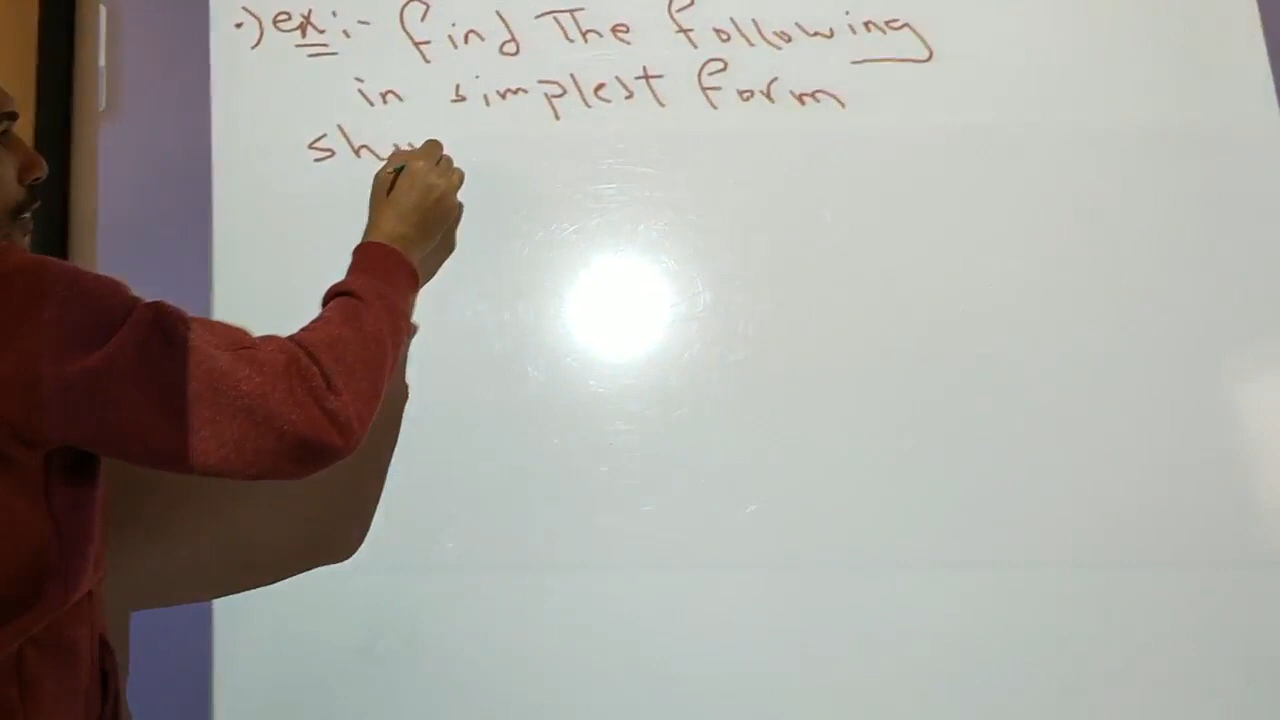 ·) ex:- find The following
in simplest form
sh